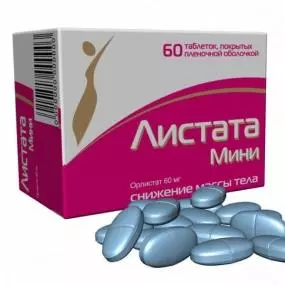 60 таблеток, покрытых
пленочной оболочкой
Листата
Мини
Орлистат 60 мг
снижение массы тела